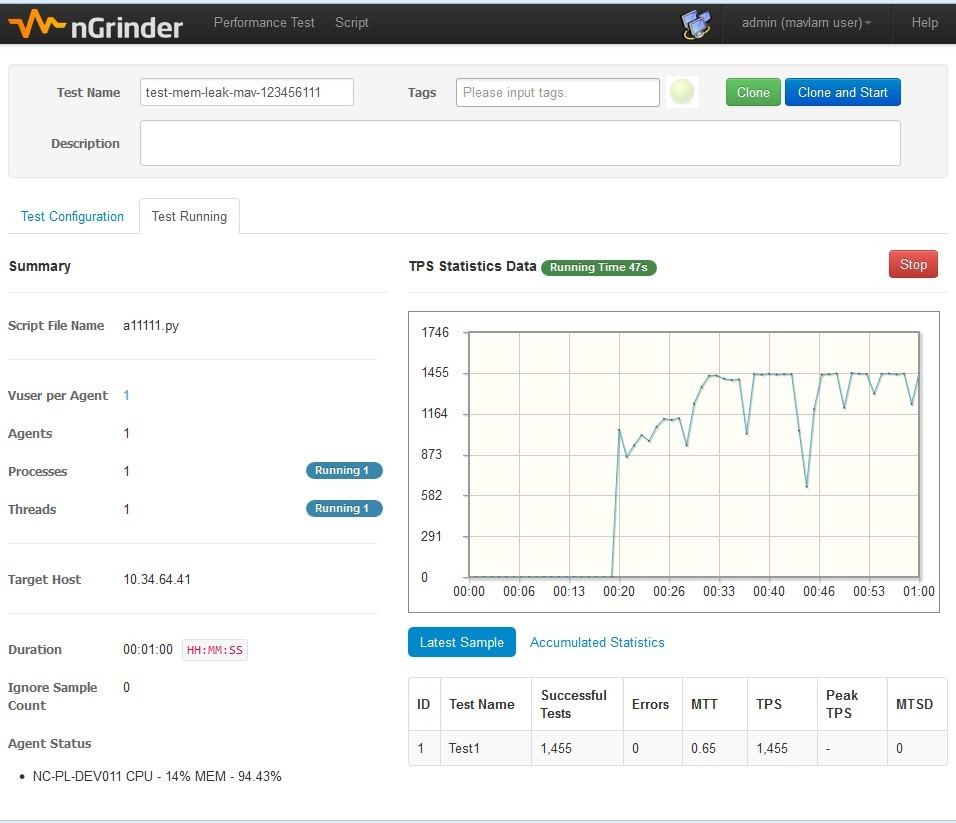 nGrinder Performance Test Script admin (mavlarn user) Help
Test Name test-mem-leak-mav-123456111 Tags Please input tags. Clone Clone and Start
Description
Test Configuration Test Running
Summary
Script File Name a11111.py
Vuser per Agent 1
Agents 1
Processes 1 Running 1
Threads 1 Running 1
Target Host 10.34.64.41
Duration 00:01:00 HH:MM:SS
Ignore Sample Count 0
Agent Status
• NC-PL-DEV011 CPU - 14% MEM - 94.43%
TPS Statistics Data Running Time 47s Stop
1746
1455
1164
873
582
291
0
00:00 00:06 00:13 00:20 00:26 00:33 00:40 00:46 00:53 01:00
Latest Sample Accumulated Statistics
ID Test Name Successful Tests Errors MTT TPS Peak TPS MTSD
1 Test1 1,455 0 0.65 1,455 - 0